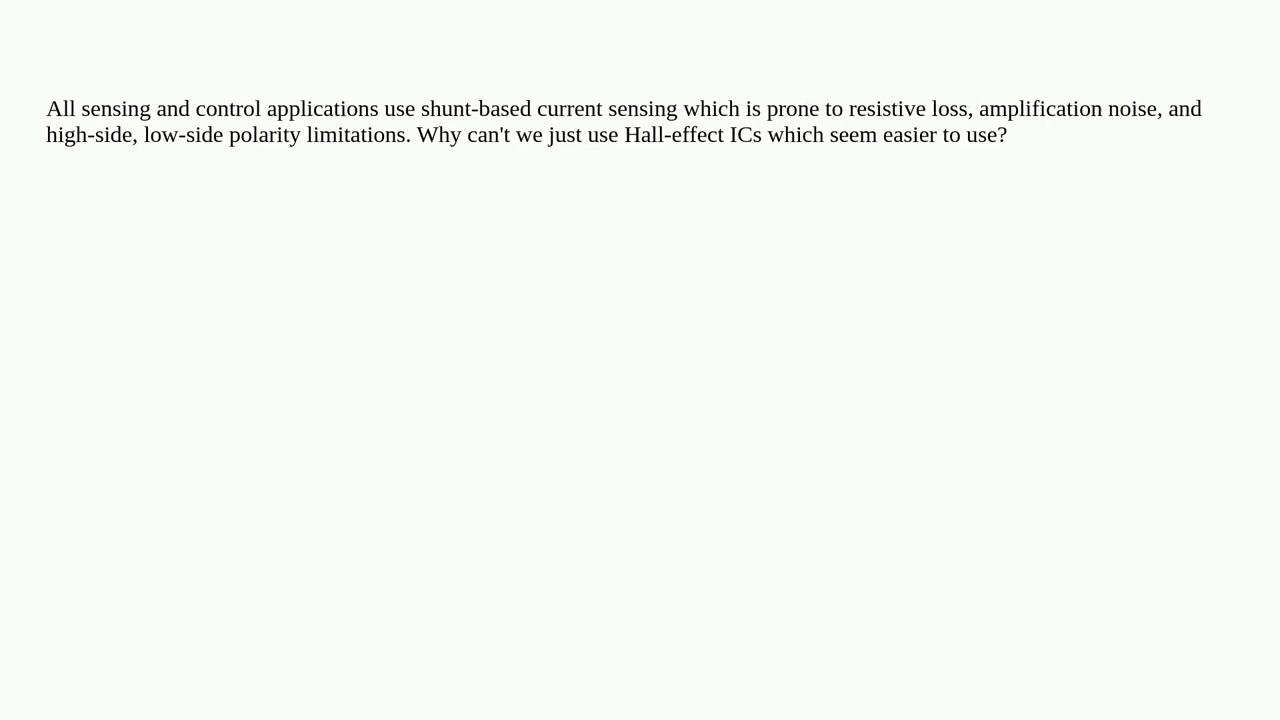 All sensing and control applications use shunt-based current sensing which is prone to resistive loss, amplification noise, and
high-side, low-side polarity limitations. Why can't we just use Hall-effect ICs which seem easier to use?